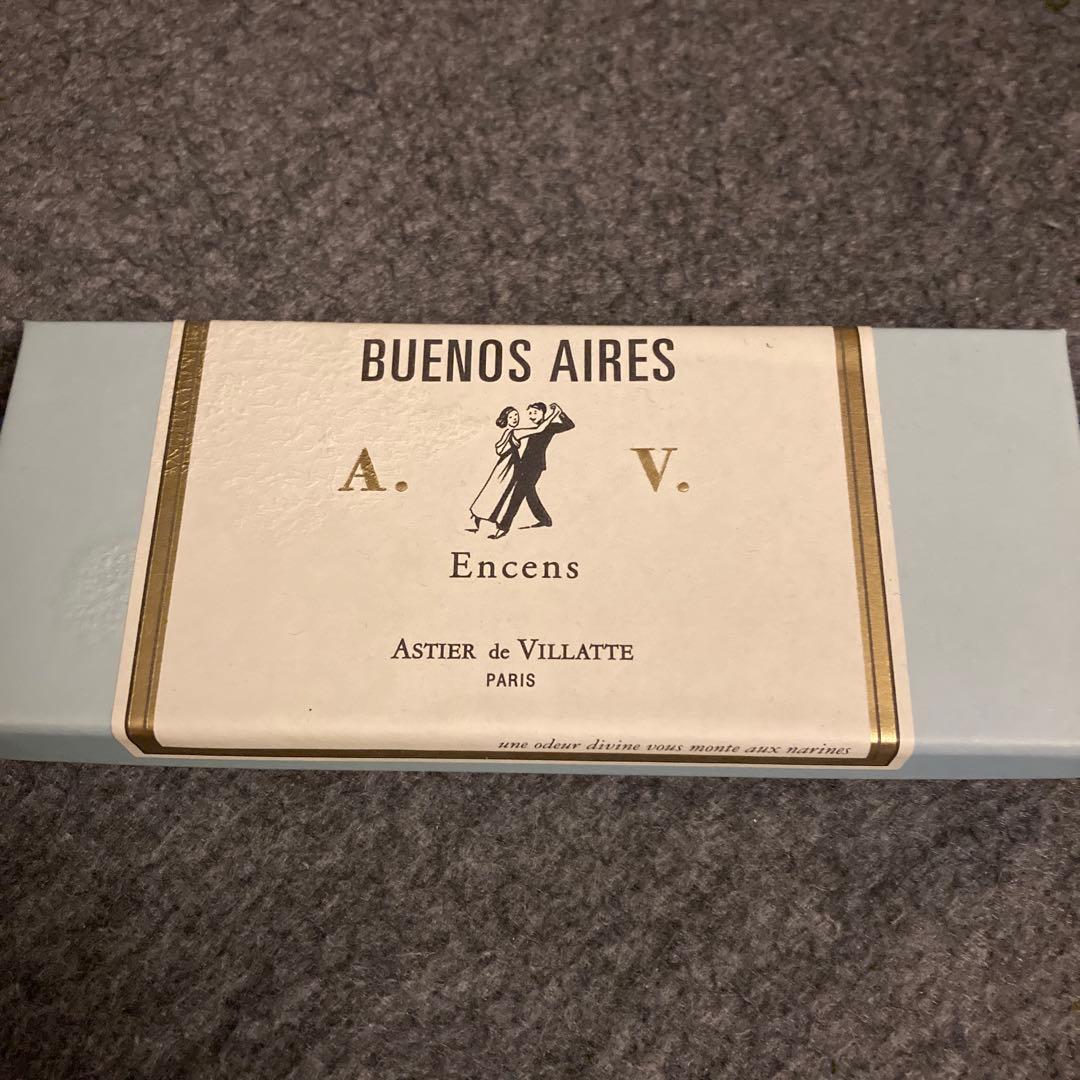 BUENOS AIRES
A. V.
Encens
ASTIER de VILLATTE
PARIS
une odeur divine vous monte aux narines